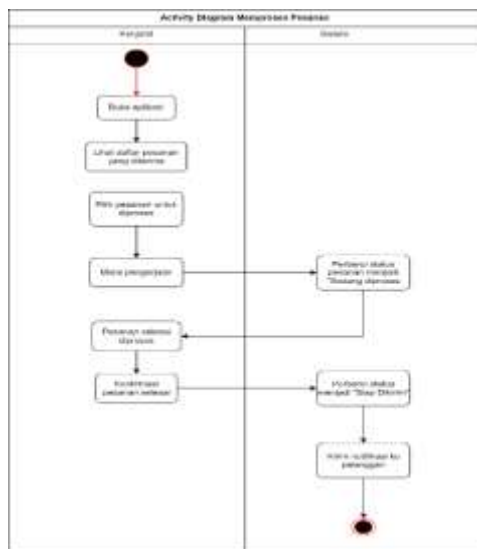 Activity Diagram Memproses Pesanan
Penjahit
Sistem
Buka aplikasi
Lihat daftar pesanan
yang diterima
Pilih pesanan untuk
diproses
Mulai pengerjaan
Perbarui status
pesanan menjadi
"Sedang diproses
Pesanan selesai
diproses
Konfirmasi
pesanan selesai
Perbarui status
menjadi "Siap Dikirim"
Kirim notifikasi ke
pelanggan